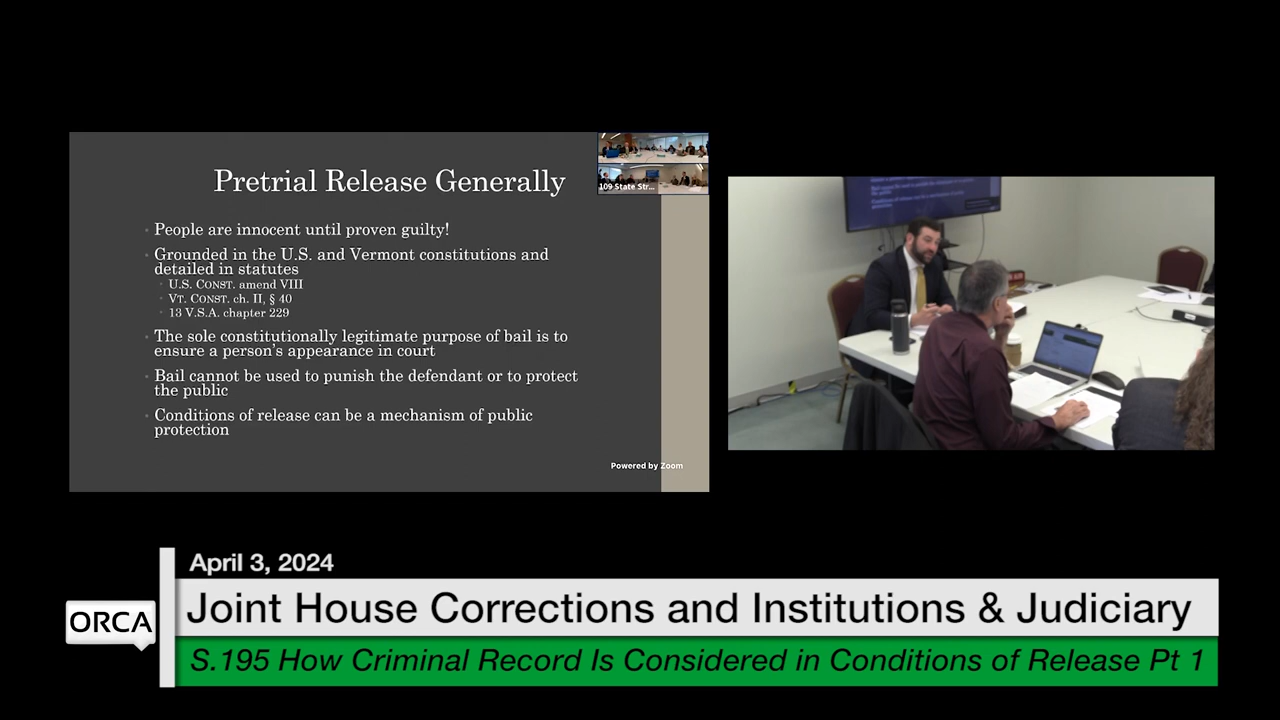 Pretrial Release Generally
109 State Str...
People are innocent until proven guilty!
Grounded in the U.S. and Vermont constitutions and
detailed in statutes
U.S. CONST. amend VIII
VT. CONST. ch. II, § 40
13 V.S.A. chapter 229
The sole constitutionally legitimate purpose of bail is to
ensure a person's appearance in court
Bail cannot be used to punish the defendant or to protect
the public
Conditions of release can be a mechanism of public
protection
Powered by Zoom
April 3, 2024
ORCA
Joint House Corrections and Institutions & Judiciary
S.195 How Criminal Record Is Considered in Conditions of Release Pt 1